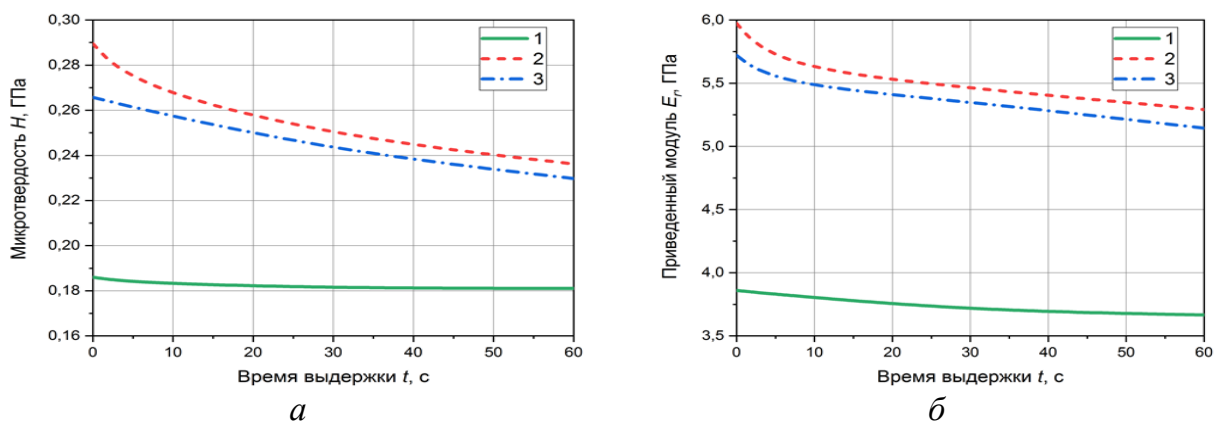 Микротвердость H, ГПа
0,30
0,28
0,26
0,24
0,22
0,20
0,18
0,16
0 10 20 30 40 50 60
Время выдержки t, с
1
2
3
а
Приведенный модуль Er, ГПа
6,0
5,5
5,0
4,5
4,0
3,5
0 10 20 30 40 50 60
Время выдержки t, с
1
2
3
б